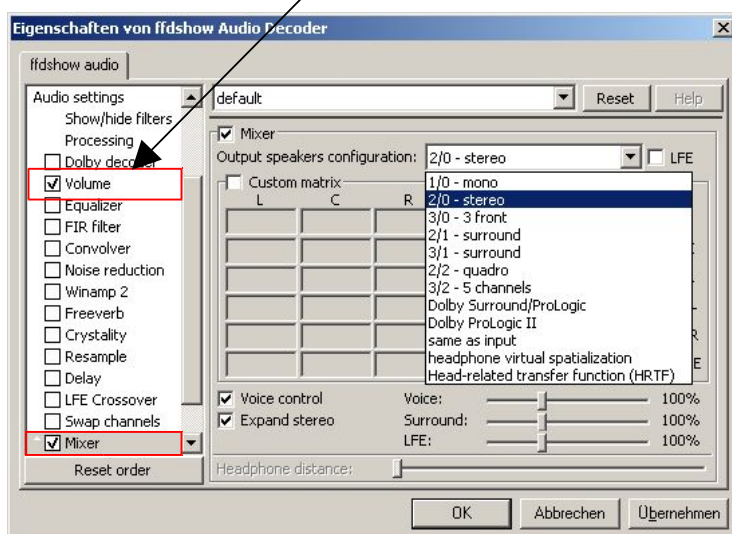 Eigenschaften von ffdshow Audio Decoder
ffdshow audio
Audio settings
Show/hide filters
Processing
Dolby decoder
Volume
Equalizer
FIR filter
Convolver
Noise reduction
Winamp 2
Freeverb
Crystality
Resample
Delay
LFE Crossover
Swap channels
Mixer
Reset order
default
Reset
Help
Mixer
Output speakers configuration:
2/0 - stereo
LFE
Custom matrix
L C R
1/0 - mono
2/0 - stereo
3/0 - 3 front
2/1 - surround
3/1 - surround
2/2 - quadro
3/2 - 5 channels
Dolby Surround/ProLogic
Dolby ProLogic II
same as input
headphone virtual spatialization
Head-related transfer function (HRTF)
R
E
Voice control
Expand stereo
Voice: 100%
Surround: 100%
LFE: 100%
Headphone distance:
OK
Abbrechen
Übernehmen